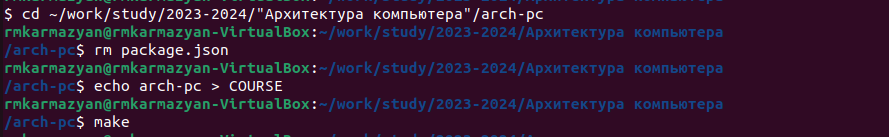 $ cd ~/work/study/2023-2024/"Архитектура компьютера"/arch-pc
rmkarmazyan@rmkarmazyan-VirtualBox:~/work/study/2023-2024/Архитектура компьютера
/arch-pc$ rm package.json
rmkarmazyan@rmkarmazyan-VirtualBox:~/work/study/2023-2024/Архитектура компьютера
/arch-pc$ echo arch-pc > COURSE
rmkarmazyan@rmkarmazyan-VirtualBox:~/work/study/2023-2024/Архитектура компьютера
/arch-pc$ make